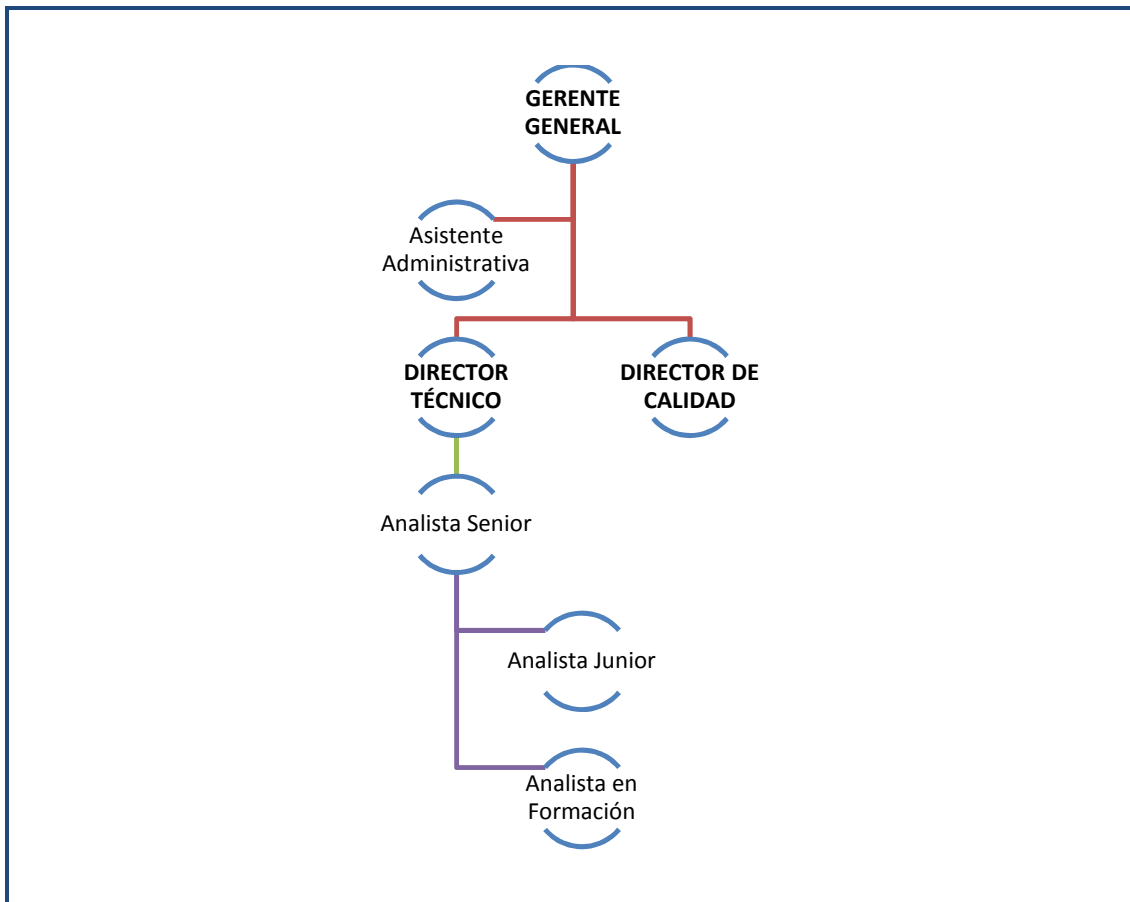 GERENTE
GENERAL
Asistente
Administrativa
DIRECTOR
TÉCNICO
DIRECTOR DE
CALIDAD
Analista Senior
Analista Junior
Analista en
Formación